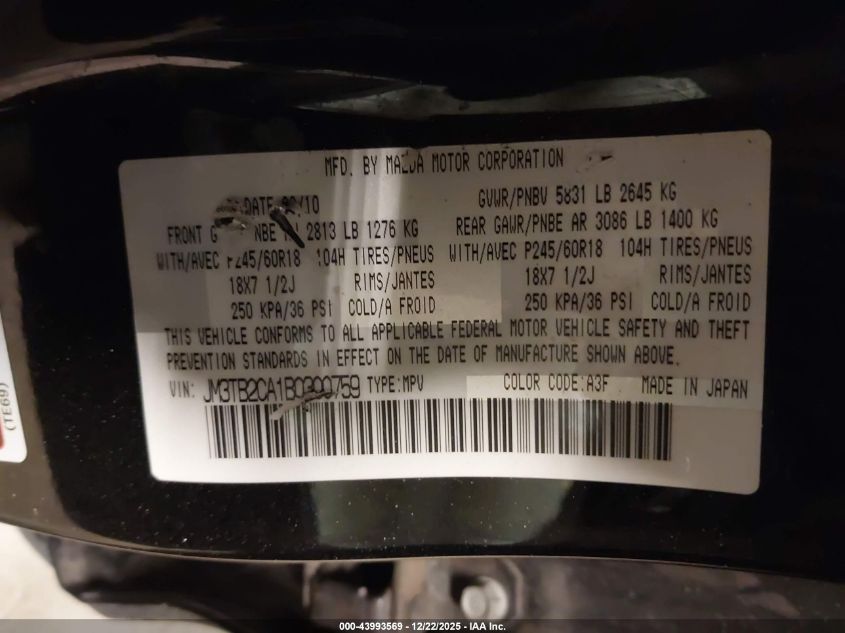 MFD. BY MAZDA MOTOR CORPORATION
DATE
GVWR/PNBV 5831 LB 2645 KG
FRONT 2813 LB 1276 KG
REAR GAWR/PNBE AR 3086 LB 1400 KG
WITH/AVEC P245/60R18 104H TIRES/PNEUS
WITH/AVEC P245/60R18 104H TIRES/PNEUS
18X7 1/2J RIMS/JANTES
18X7 1/2J RIMS/JANTES
250 KPA/36 PSI COLD/A FROID
250 KPA/36 PSI COLD/A FROID
THIS VEHICLE CONFORMS TO ALL APPLICABLE FEDERAL MOTOR VEHICLE SAFETY AND THEFT
PREVENTION STANDARDS IN EFFECT ON THE DATE OF MANUFACTURE SHOWN ABOVE.
VIN: TYPE:MPV COLOR CODE:A3F MADE IN JAPAN
(TE69)
000-43993569 - 12/22/2025 - IAA Inc.